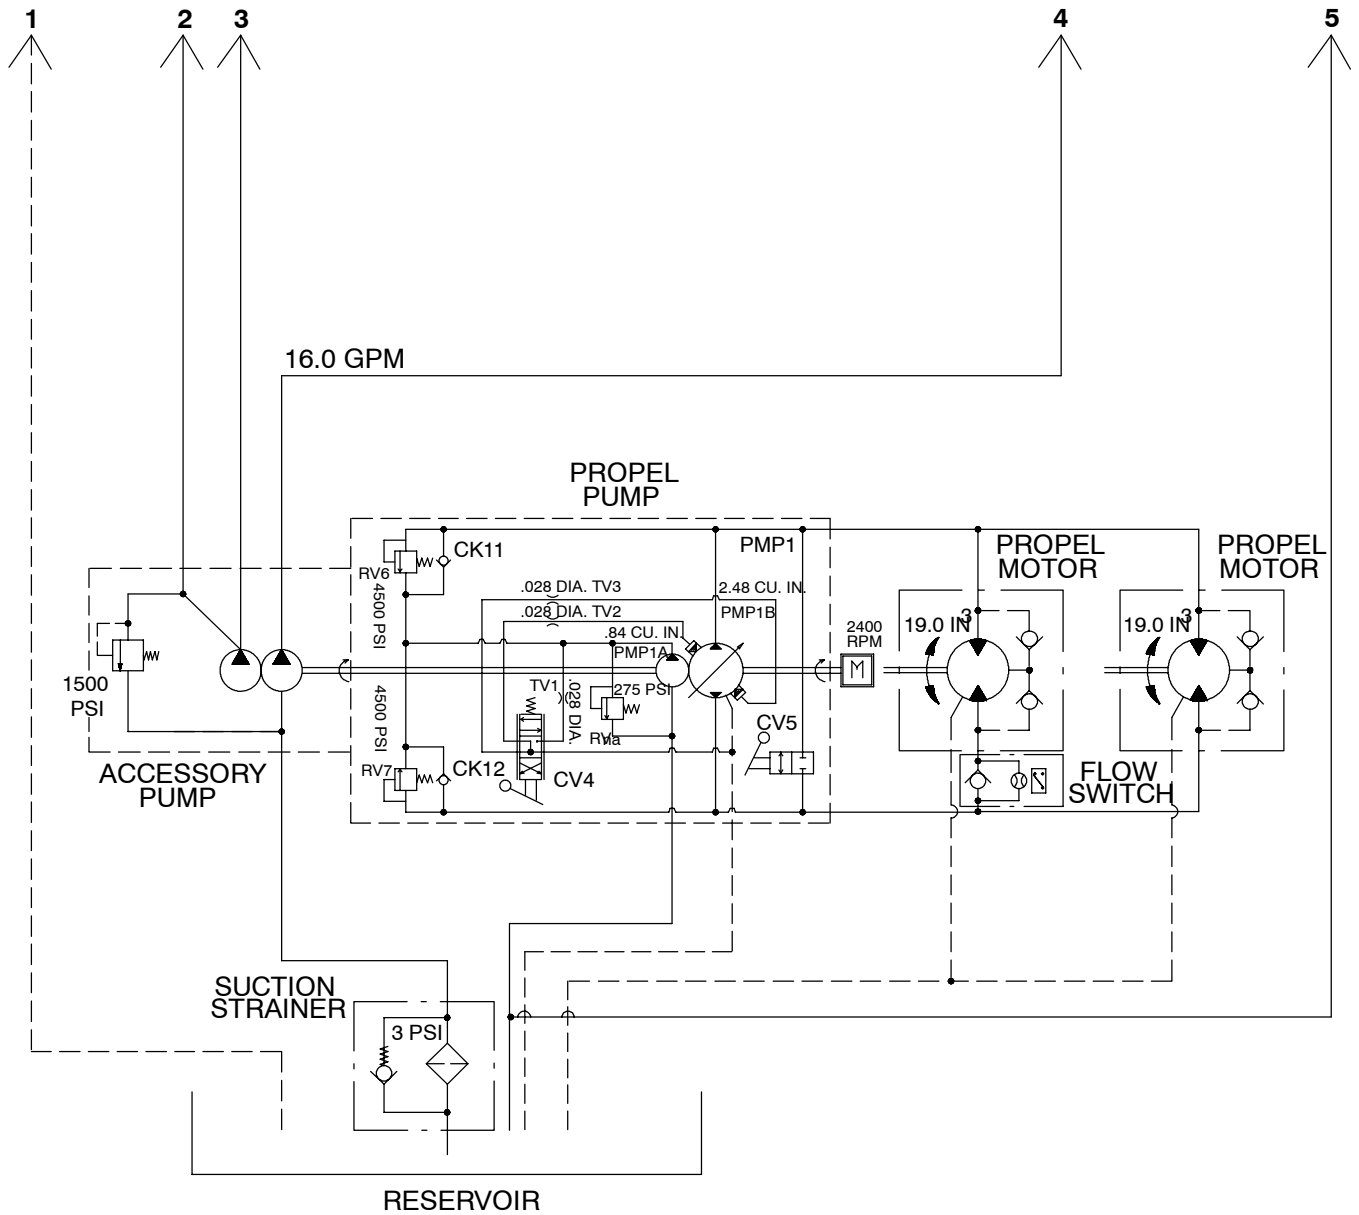 1 2 3 4 5
16.0 GPM
PROPEL
PUMP
PMP1
CK11
RV6
4500 PSI
.028 DIA. TV3
2.48 CU. IN.
.028 DIA. TV2
PMP1B
.84 CU. IN.
PMP1A
2400
RPM
M
PROPEL
MOTOR
19.0 IN3
PROPEL
MOTOR
19.0 IN3
1500
PSI
4500 PSI
TV1
.028 DIA.
275 PSI
RVa
CV5
RV7
CK12
CV4
ACCESSORY
PUMP
FLOW
SWITCH
SUCTION
STRAINER
3 PSI
RESERVOIR